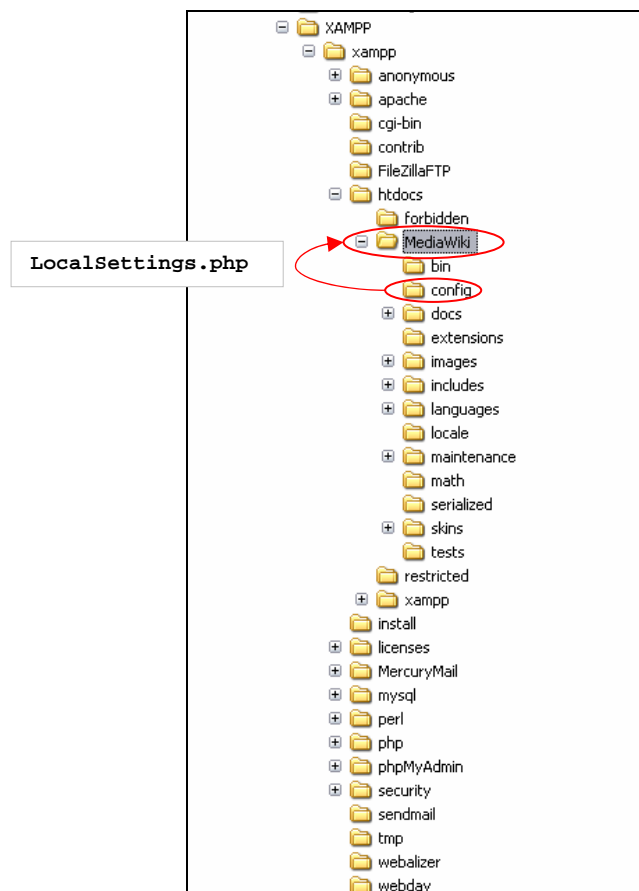 XAMPP
xampp
anonymous
apache
cgi-bin
contrib
FileZillaFTP
htdocs
forbidden
MediaWiki
LocalSettings.php
bin
config
docs
extensions
images
includes
languages
locale
maintenance
math
serialized
skins
tests
restricted
xampp
install
licenses
MercuryMail
mysql
perl
php
phpMyAdmin
security
sendmail
tmp
webalizer
webdav